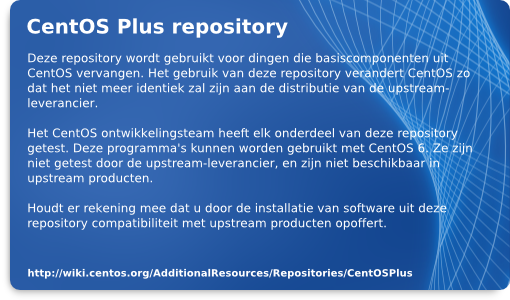 CentOS Plus repository
Deze repository wordt gebruikt voor dingen die basiscomponenten uit
CentOS vervangen. Het gebruik van deze repository verandert CentOS zo
dat het niet meer identiek zal zijn aan de distributie van de upstream-
leverancier.
Het CentOS ontwikkelingsteam heeft elk onderdeel van deze repository
getest. Deze programma's kunnen worden gebruikt met CentOS 6. Ze zijn
niet getest door de upstream-leverancier, en zijn niet beschikbaar in
upstream producten.
Houdt er rekening mee dat u door de installatie van software uit deze
repository compatibiliteit met upstream producten opoffert.
http://wiki.centos.org/AdditionalResources/Repositories/CentOSPlus